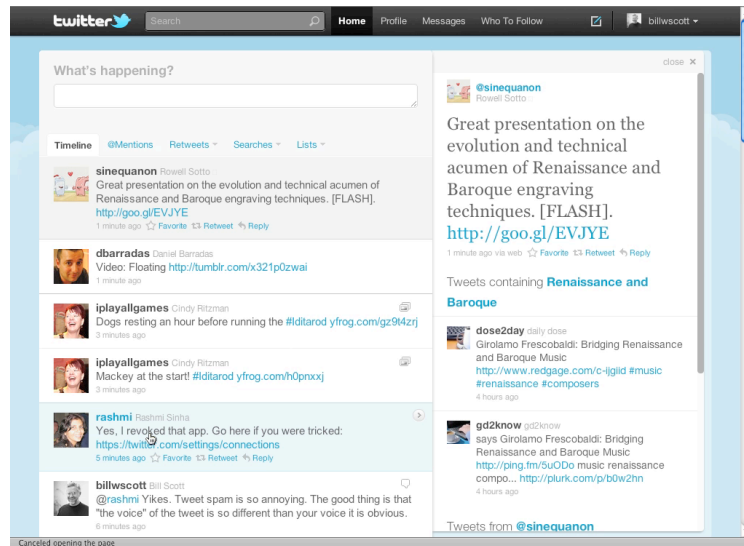 twitter
Search
Home Profile Messages Who To Follow
billwscott
What's happening?
Timeline @Mentions Retweets Searches Lists
sinequanon Rowell Sotto
Great presentation on the evolution and technical acumen of
Renaissance and Baroque engraving techniques. [FLASH].
http://goo.gl/EVJYE
1 minute ago Favorite Retweet Reply
dbarradas Daniel Barradas
Video: Floating http://tumblr.com/x321p0zwai
1 minute ago
iplayallgames Cindy Ritzman
Dogs resting an hour before running the #Iditarod yfrog.com/gz9t4zrj
3 minutes ago
iplayallgames Cindy Ritzman
Mackey at the start! #Iditarod yfrog.com/h0pnxxj
3 minutes ago
rashmi Rashmi Sinha
Yes, I revoked that app. Go here if you were tricked:
https://twitter.com/settings/connections
5 minutes ago Favorite Retweet Reply
billwscott Bill Scott
@rashmi Yikes. Tweet spam is so annoying. The good thing is that
"the voice" of the tweet is so different than your voice it is obvious.
6 minutes ago
close
@sinequanon
Rowell Sotto
Great presentation on the
evolution and technical
acumen of Renaissance and
Baroque engraving
techniques. [FLASH].
http://goo.gl/EVJYE
1 minute ago via web Favorite Retweet Reply
Tweets containing Renaissance and
Baroque
dose2day daily dose
Girolamo Frescobaldi: Bridging Renaissance
and Baroque Music
http://www.redgage.com/c-ijgiid #music
#renaissance #composers
4 hours ago
gd2know gd2know
says Girolamo Frescobaldi: Bridging
Renaissance and Baroque Music
http://ping.fm/5uODo music renaissance
compo... http://plurk.com/p/b0w2hn
4 hours ago
Tweets from @sinequanon
Canceled opening the page